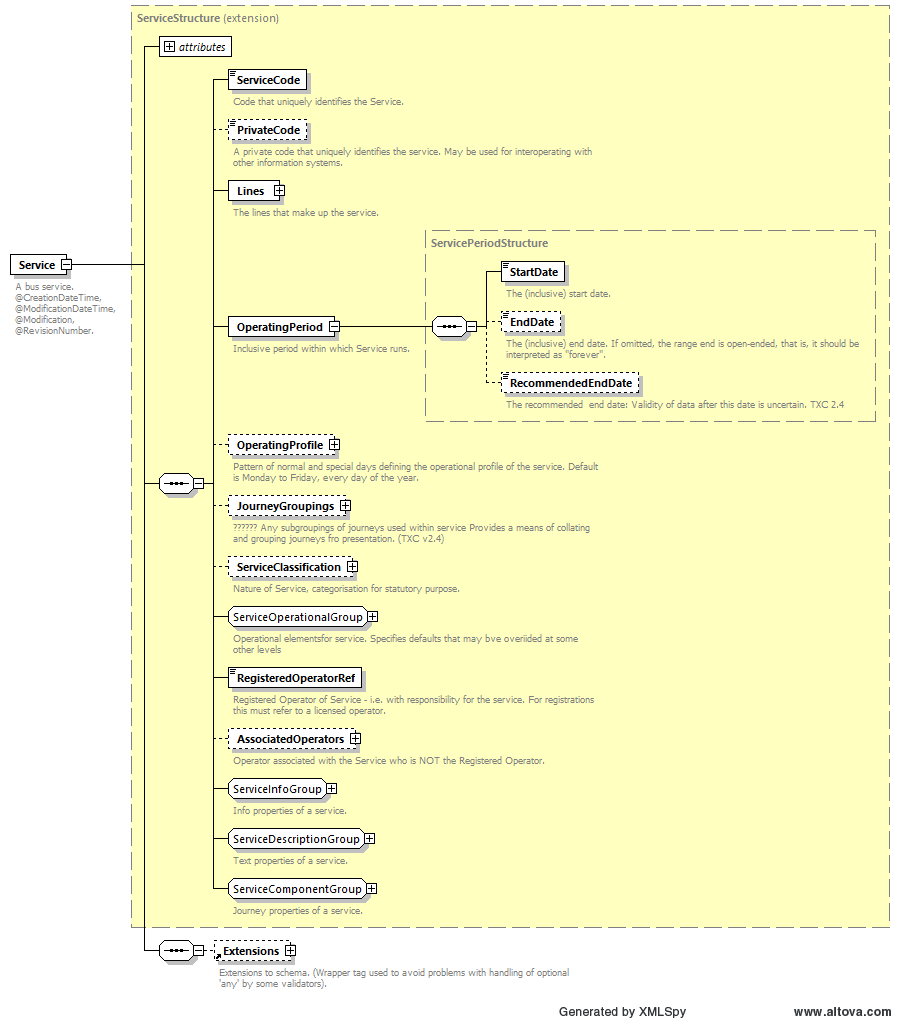 ServiceStructure (extension)
attributes
ServiceCode
Code that uniquely identifies the Service.
PrivateCode
A private code that uniquely identifies the service. May be used for interoperating with
other information systems.
Lines
The lines that make up the service.
ServicePeriodStructure
StartDate
The (inclusive) start date.
Service
A bus service.
@CreationDateTime,
@ModificationDateTime,
@Modification,
@RevisionNumber.
OperatingPeriod
Inclusive period within which Service runs.
EndDate
The (inclusive) end date. If omitted, the range end is open-ended, that is, it should be
interpreted as "forever".
RecommendedEndDate
The recommended  end date: Validity of data after this date is uncertain. TXC 2.4
OperatingProfile
Pattern of normal and special days defining the operational profile of the service. Default
is Monday to Friday, every day of the year.
JourneyGroupings
?????? Any subgroupings of journeys used within service Provides a means of collating
and grouping journeys fro presentation. (TXC v2.4)
ServiceClassification
Nature of Service, categorisation for statutory purpose.
ServiceOperationalGroup
Operational elementsfor service. Specifies defaults that may bve overiided at some
other levels
RegisteredOperatorRef
Registered Operator of Service - i.e. with responsibility for the service. For registrations
this must refer to a licensed operator.
AssociatedOperators
Operator associated with the Service who is NOT the Registered Operator.
ServiceInfoGroup
Info properties of a service.
ServiceDescriptionGroup
Text properties of a service.
ServiceComponentGroup
Journey properties of a service.
Extensions
Extensions to schema. (Wrapper tag used to avoid problems with handling of optional
'any' by some validators).
Generated by XMLSpy
www.altova.com